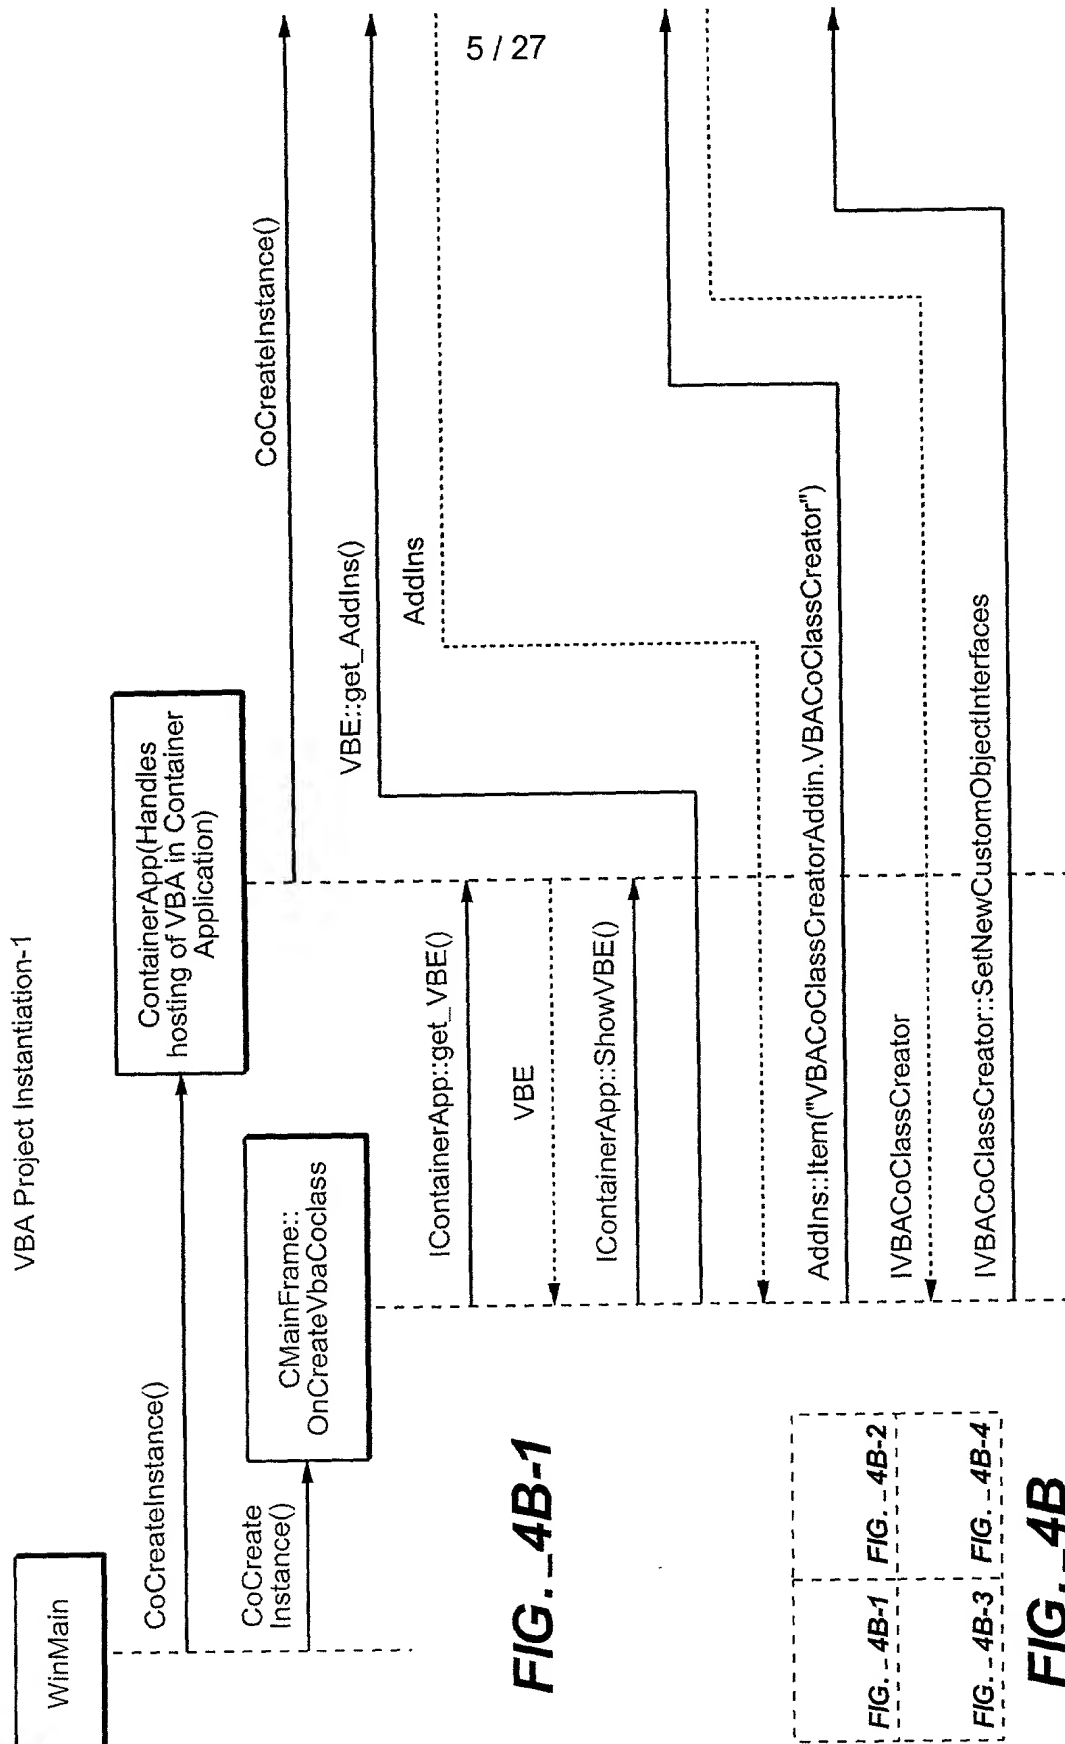 5 / 27
VBA Project Instantiation-1
WinMain
CoCreateInstance()
ContainerApp(Handles
hosting of VBA in Container
Application)
CoCreateInstance()
CoCreate
Instance()
CMainFrame::
OnCreateVbaCoclass
VBE::get_AddIns()
AddIns
IContainerApp::get_VBE()
VBE
IContainerApp::ShowVBE()
AddIns::Item("VBACoClassCreatorAddin.VBACoClassCreator")
IVBACoClassCreator
IVBACoClassCreator::SetNewCustomObjectInterfaces
FIG._4B-1
FIG._4B-1
FIG._4B-2
FIG._4B-3
FIG._4B-4
FIG._4B